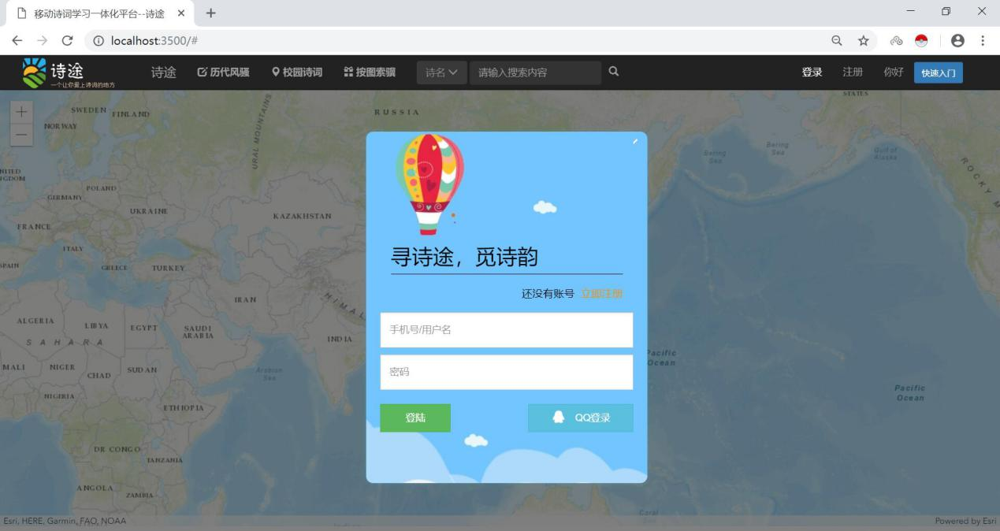 移动诗词学习一体化平台--诗途
localhost:3500/#
诗途
一个让你爱上诗词的地方
诗途 历代风骚 校园诗词 按图索骥 诗名 请输入搜索内容 登录 注册 你好 快速入门
STATES
SWEDEN
FINLAND
RUSSIA
NORWAY
URAL MOUNTAINS
Bering
Sea
Bering
Sea
Gulf of
Alaska
ROCKY
NITED
NGDOM
POLAND
GERMANY
UKRAINE
KAZAKHSTAN
FRANCE
ITALY
SPAIN
GREECE
TURKEY
寻诗途，觅诗韵
还没有账号 立即注册
IRAN
HIMAL
ALGERIA
LIBYA
EGYPT
SAUDI
ARABIA
INDIA
SAHARA
手机号/用户名
Pacific
Ocean
MALI
NIGER
CHAD
SUDAN
Arabian
Sea
密码
Pacific
Ocean
NIGERIA
ETHIOPIA
登陆
QQ登录
DR CONGO
TANZANIA
ANGOLA
ZAMBIA
Coral
Sea
Indian
Esri, HERE, Garmin, FAO, NOAA
Powered by Esri